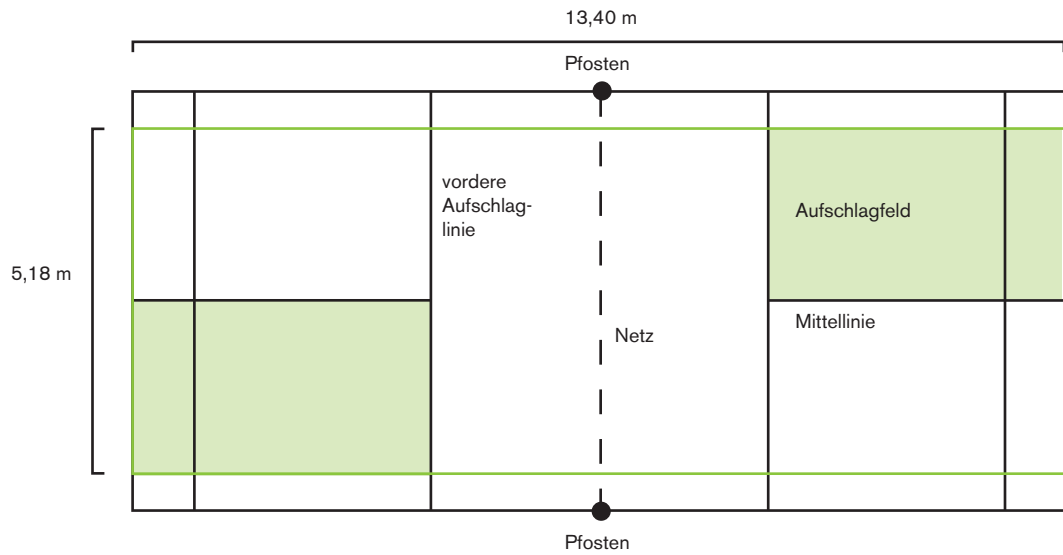 13,40 m
Pfosten
vordere
Aufschlag-
linie
Aufschlagfeld
5,18 m
Mittellinie
Netz
Pfosten